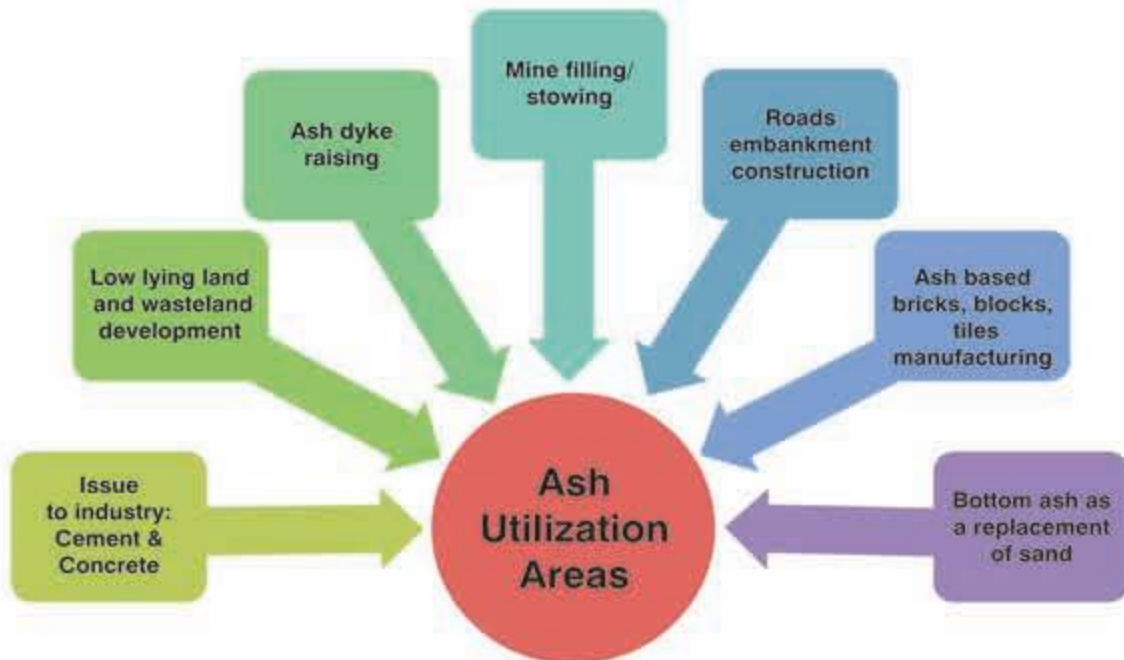 Issue
to industry:
Cement &
Concrete
Low lying land
and wasteland
development
Ash dyke
raising
Mine filling/
stowing
Roads
embankment
construction
Ash based
bricks, blocks,
tiles
manufacturing
Bottom ash as
a replacement
of sand
Ash
Utilization
Areas